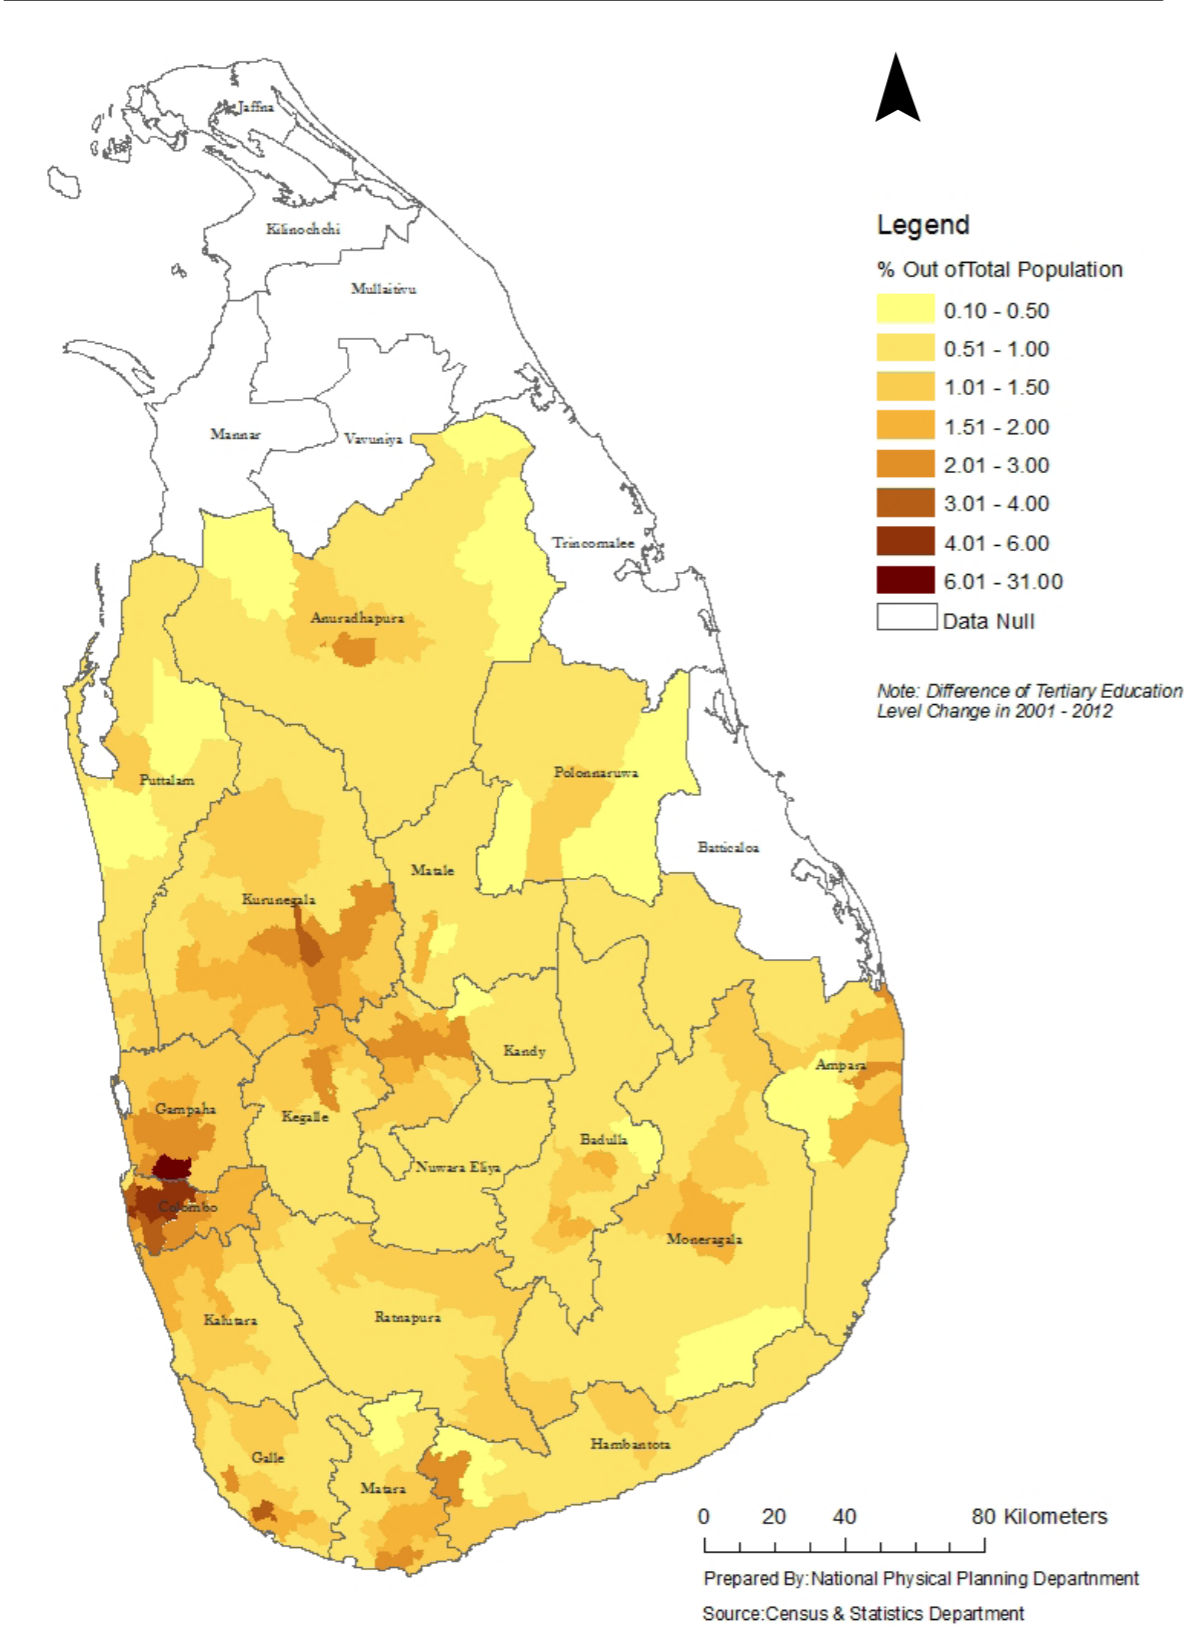 Jaffna
Kilinochchi
Mullaitivu
Mannar
Vavuniya
Trincomalee
Anuradhapura
Puttalam
Polonnaruwa
Batticaloa
Matale
Kurunegala
Kandy
Ampara
Gampaha
Kegalle
Badulla
Nuwara Eliya
Colombo
Moneragala
Kalutara
Ratnapura
Galle
Hambantota
Matara
Legend
% Out ofTotal Population
0.10 - 0.50
0.51 - 1.00
1.01 - 1.50
1.51 - 2.00
2.01 - 3.00
3.01 - 4.00
4.01 - 6.00
6.01 - 31.00
Data Null
Note: Difference of Tertiary Education
Level Change in 2001 - 2012
0 20 40 80 Kilometers
Prepared By:National Physical Planning Departnment
Source:Census & Statistics Department